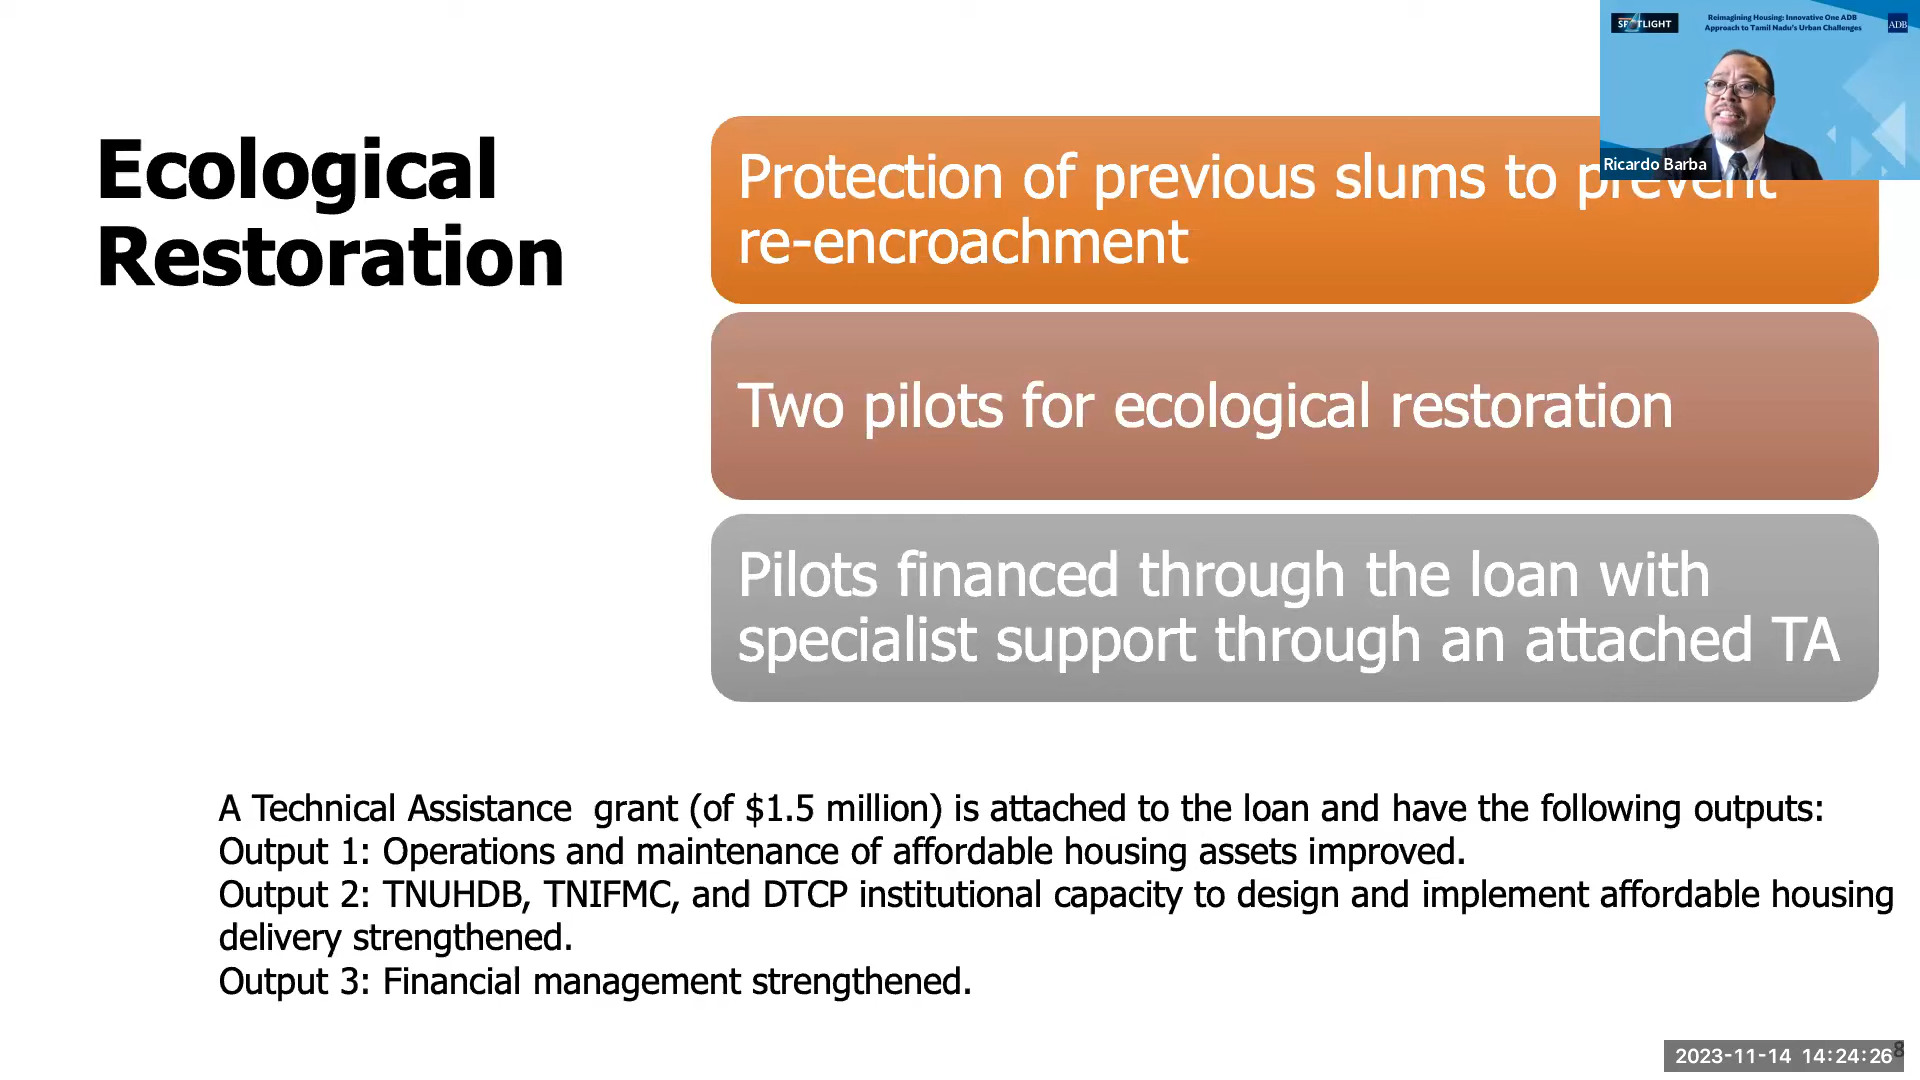 SPOTLIGHT
Reimagining Housing: Innovative One ADB
Approach to Tamil Nadu's Urban Challenges
ADB
Ricardo Barba
Ecological
Restoration
Protection of previous slums to prevent
re-encroachment
Two pilots for ecological restoration
Pilots financed through the loan with
specialist support through an attached TA
A Technical Assistance  grant (of $1.5 million) is attached to the loan and have the following outputs:
Output 1: Operations and maintenance of affordable housing assets improved.
Output 2: TNUHDB, TNIFMC, and DTCP institutional capacity to design and implement affordable housing
delivery strengthened.
Output 3: Financial management strengthened.
2023-11-14 14:24:26
8